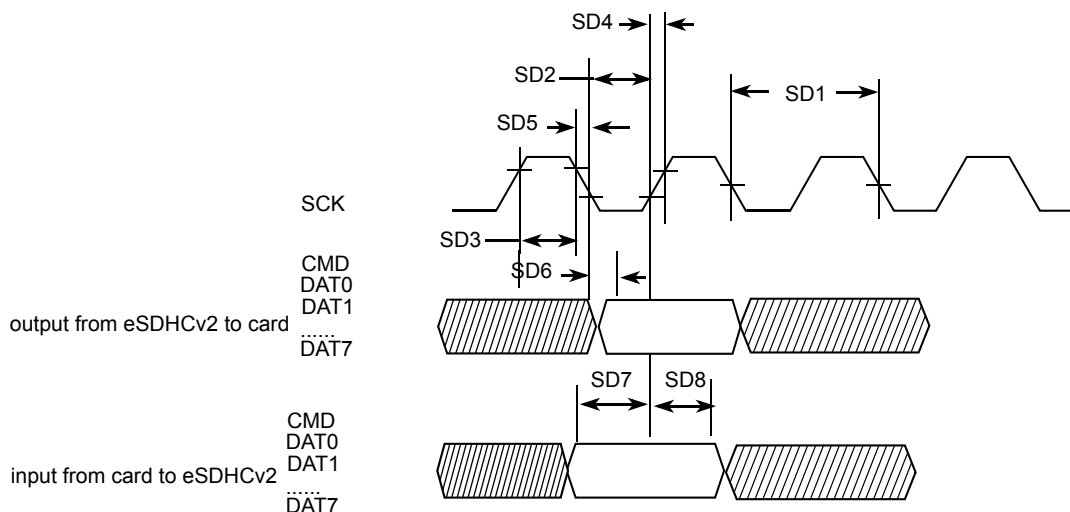 SD4
SD2
SD1
SD5
SCK
SD3
CMD
SD6
DAT0
DAT1
output from eSDHCv2 to card
......
DAT7
SD7
SD8
CMD
DAT0
DAT1
input from card to eSDHCv2
......
DAT7